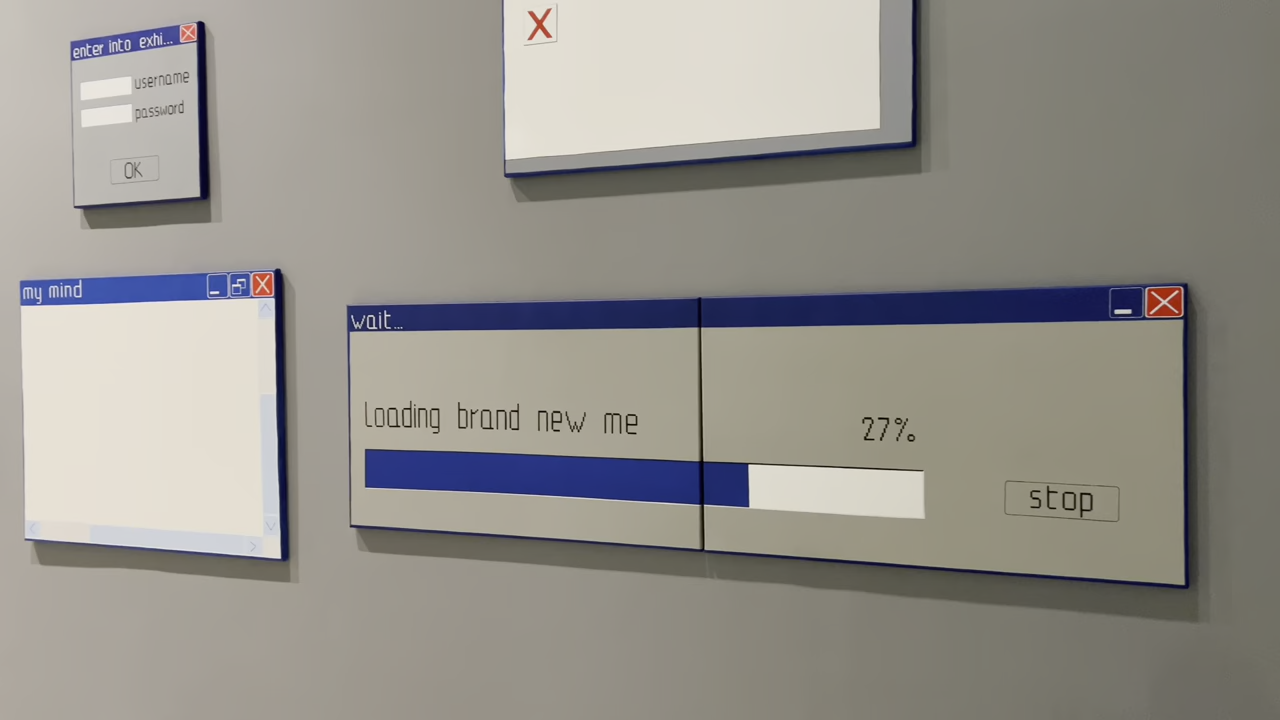 enter into exhi...
username
password
OK
my mind
wait...
Loading brand new me
27%
stop